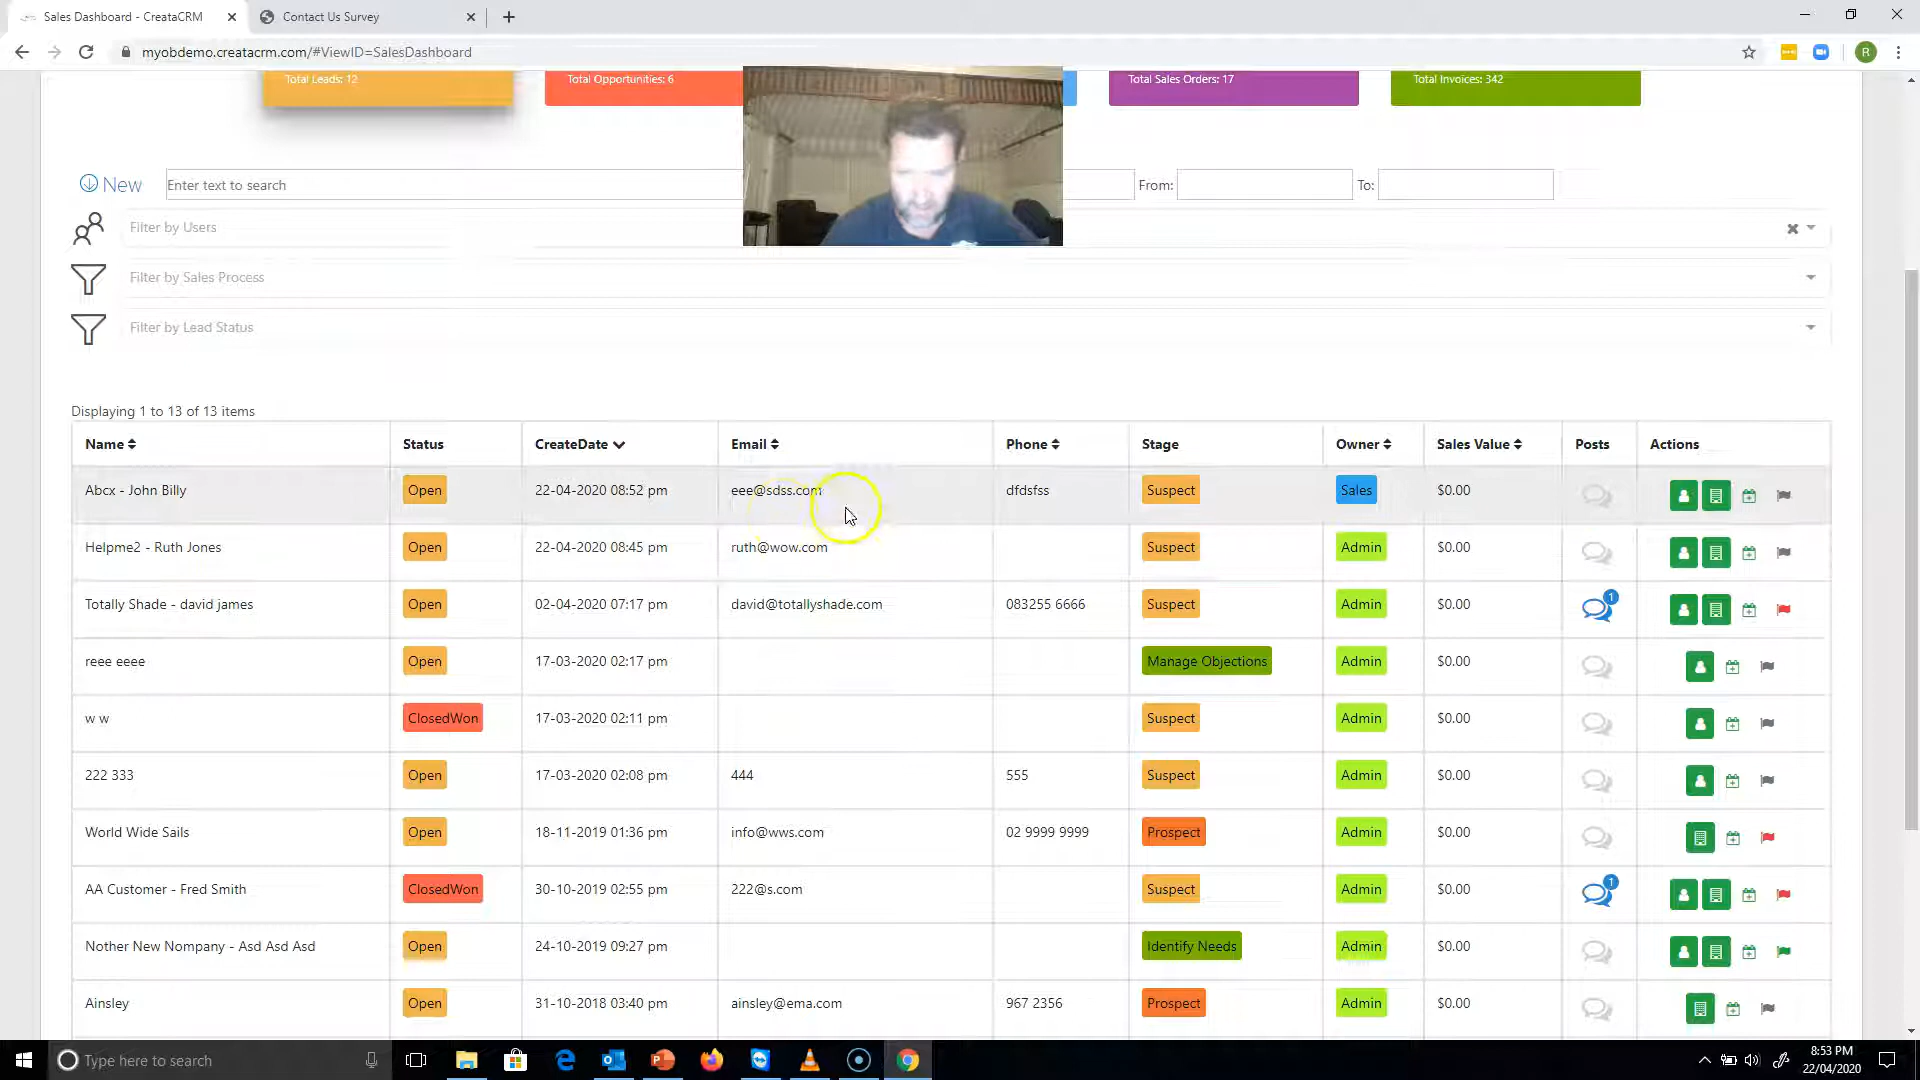 Sales Dashboard - CreataCRM
Contact Us Survey
myobdemo.creatacrm.com/#ViewID=SalesDashboard
R
Total Leads: 12
Total Opportunities: 6
Total Sales Orders: 17
Total Invoices: 342
New
Enter text to search
From:
To:
Filter by Users
Filter by Sales Process
Filter by Lead Status
Displaying 1 to 13 of 13 items
Name Status CreateDate Email Phone Stage Owner Sales Value Posts Actions
Abcx - John Billy Open 22-04-2020 08:52 pm eee@sdss.com dfdsfss Suspect Sales $0.00
Helpme2 - Ruth Jones Open 22-04-2020 08:45 pm ruth@wow.com Suspect Admin $0.00
Totally Shade - david james Open 02-04-2020 07:17 pm david@totallyshade.com 083255 6666 Suspect Admin $0.00 1
reee eeee Open 17-03-2020 02:17 pm Manage Objections Admin $0.00
w w ClosedWon 17-03-2020 02:11 pm Suspect Admin $0.00
222 333 Open 17-03-2020 02:08 pm 444 555 Suspect Admin $0.00
World Wide Sails Open 18-11-2019 01:36 pm info@wws.com 02 9999 9999 Prospect Admin $0.00
AA Customer - Fred Smith ClosedWon 30-10-2019 02:55 pm 222@s.com Suspect Admin $0.00 1
Nother New Nompany - Asd Asd Asd Open 24-10-2019 09:27 pm Identify Needs Admin $0.00
Ainsley Open 31-10-2018 03:40 pm ainsley@ema.com 967 2356 Prospect Admin $0.00
Type here to search
8:53 PM
22/04/2020